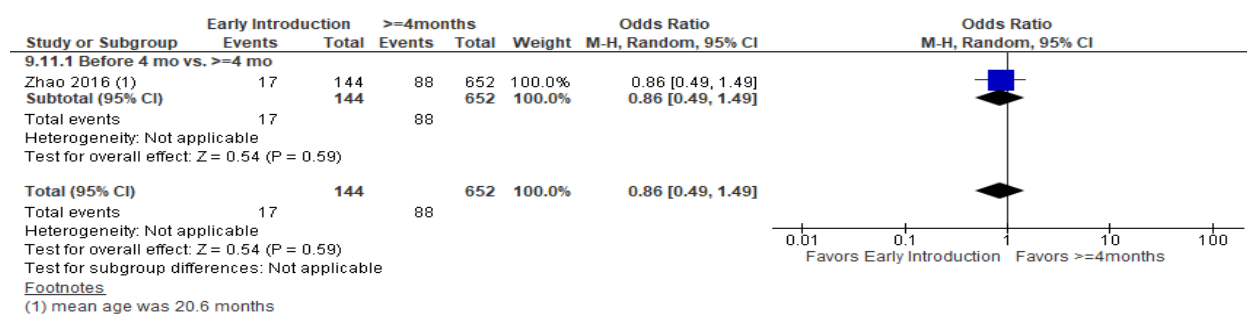 Early Introduction >=4months Odds Ratio Odds Ratio
Study or Subgroup Events Total Events Total Weight M-H, Random, 95% CI M-H, Random, 95% CI
9.11.1 Before 4 mo vs. >=4 mo
Zhao 2016 (1) 17 144 88 652 100.0% 0.86 [0.49, 1.49]
Subtotal (95% CI) 144 652 100.0% 0.86 [0.49, 1.49]
Total events 17 88
Heterogeneity: Not applicable
Test for overall effect: Z = 0.54 (P = 0.59)
Total (95% CI) 144 652 100.0% 0.86 [0.49, 1.49]
Total events 17 88
Heterogeneity: Not applicable
Test for overall effect: Z = 0.54 (P = 0.59)
Test for subgroup differences: Not applicable
0.01 0.1 1 10 100
Favors Early Introduction Favors >=4months
Footnotes
(1) mean age was 20.6 months